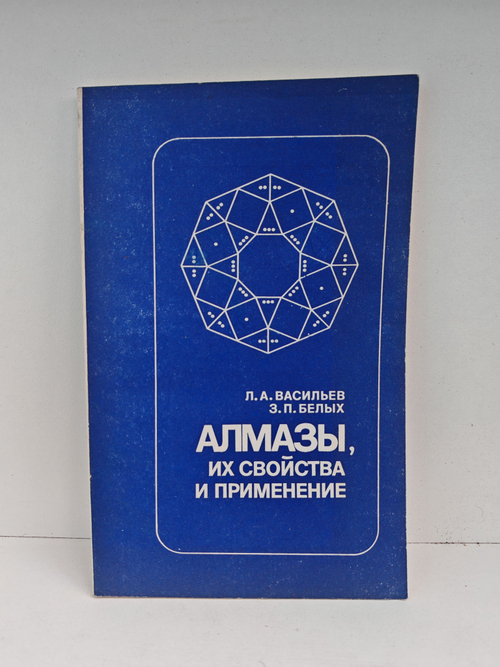 Л. А. ВАСИЛЬЕВ
З. П. БЕЛЫХ
АЛМАЗЫ,
ИХ СВОЙСТВА
И ПРИМЕНЕНИЕ